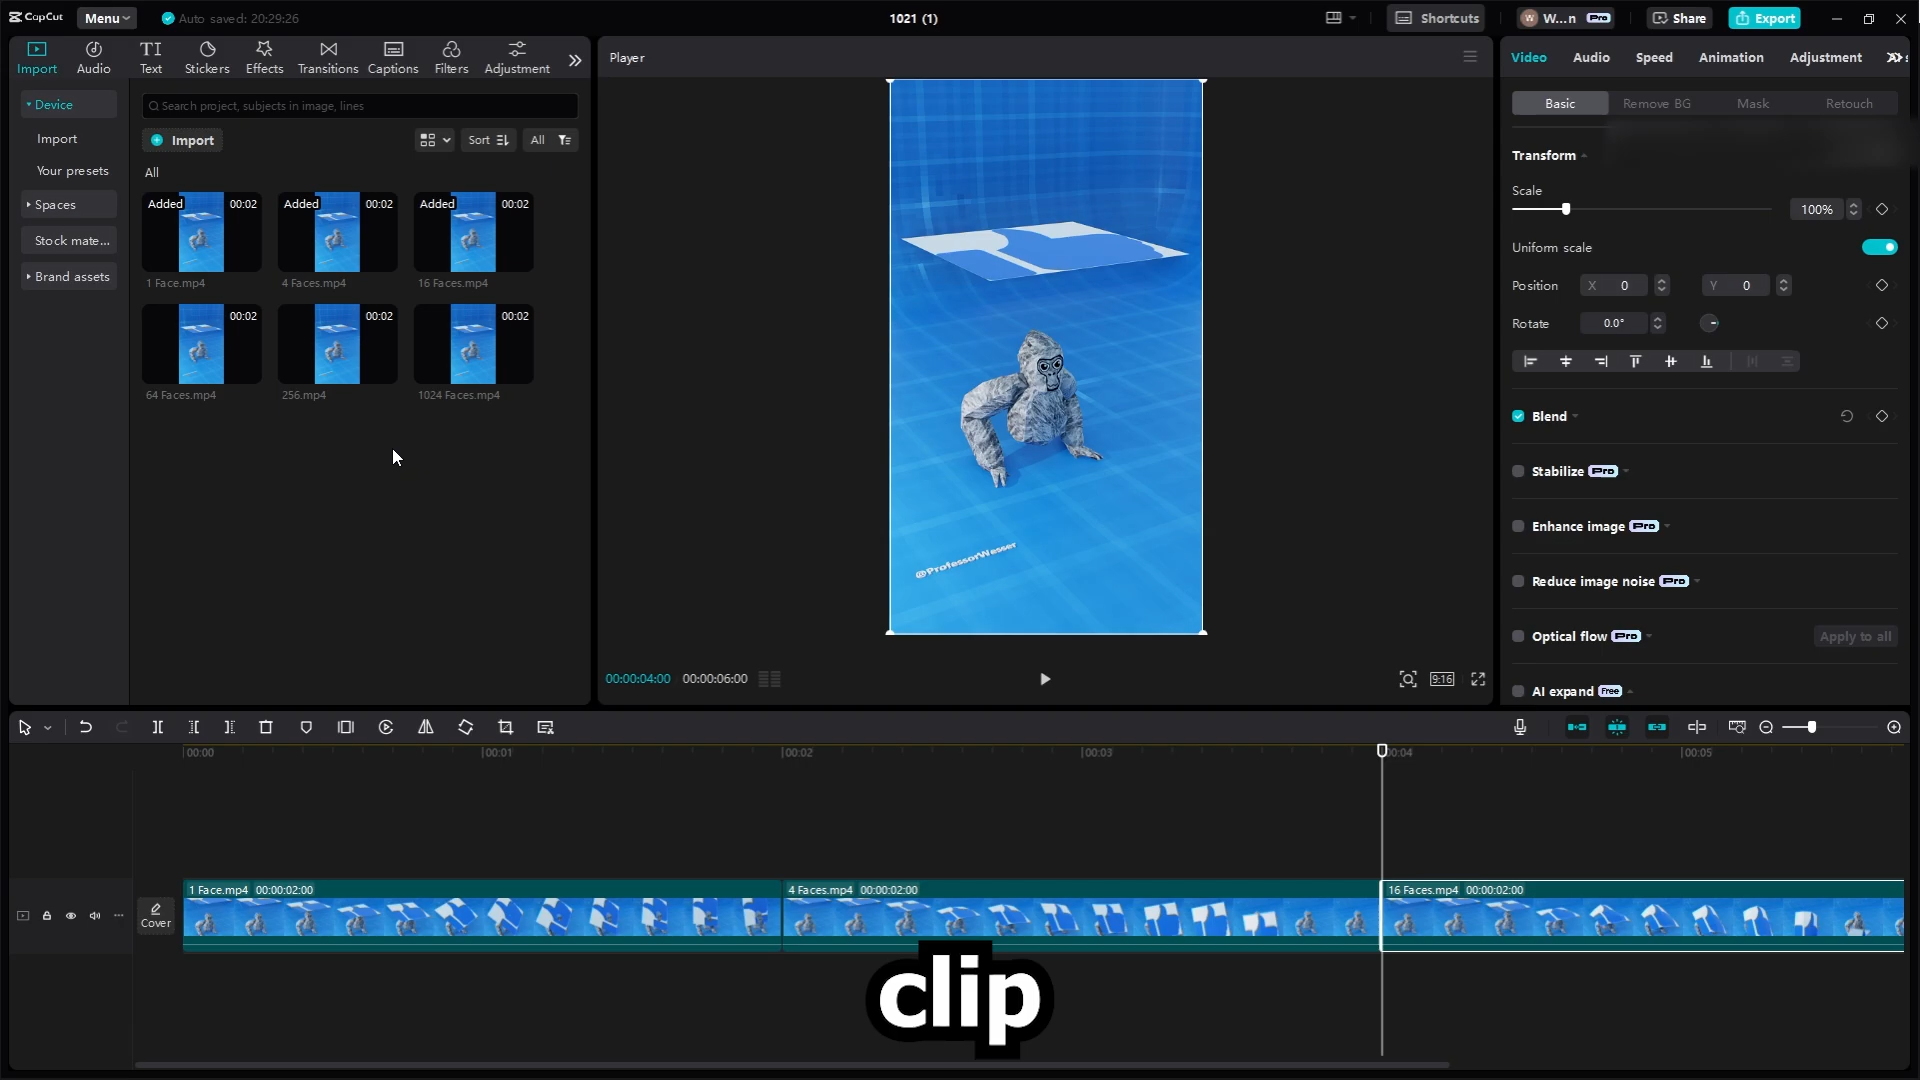 CapCut
Menu
Auto saved: 20:29:26
1021 (1)
Shortcuts
W...n
Pro
Share
Export
Import
Audio
Text
Stickers
Effects
Transitions
Captions
Filters
Adjustment
Device
Import
Your presets
Spaces
Stock mate...
Brand assets
Search project, subjects in image, lines
Import
Sort
All
All
Added
00:02
Added
00:02
Added
00:02
1 Face.mp4
4 Faces.mp4
16 Faces.mp4
00:02
00:02
00:02
64 Faces.mp4
256.mp4
1024 Faces.mp4
Player
@ProfessorWesser
00:00:04:00
00:00:06:00
9:16
Video
Audio
Speed
Animation
Adjustment
Basic
Remove BG
Mask
Retouch
Transform
Scale
100%
Uniform scale
Position
X 0
Y 0
Rotate
0.0°
Blend
Stabilize Pro
Enhance image Pro
Reduce image noise Pro
Optical flow Pro
Apply to all
AI expand Free
00:00
00:01
00:02
00:03
00:04
00:05
Cover
1 Face.mp4 00:00:02:00
4 Faces.mp4 00:00:02:00
16 Faces.mp4 00:00:02:00
clip